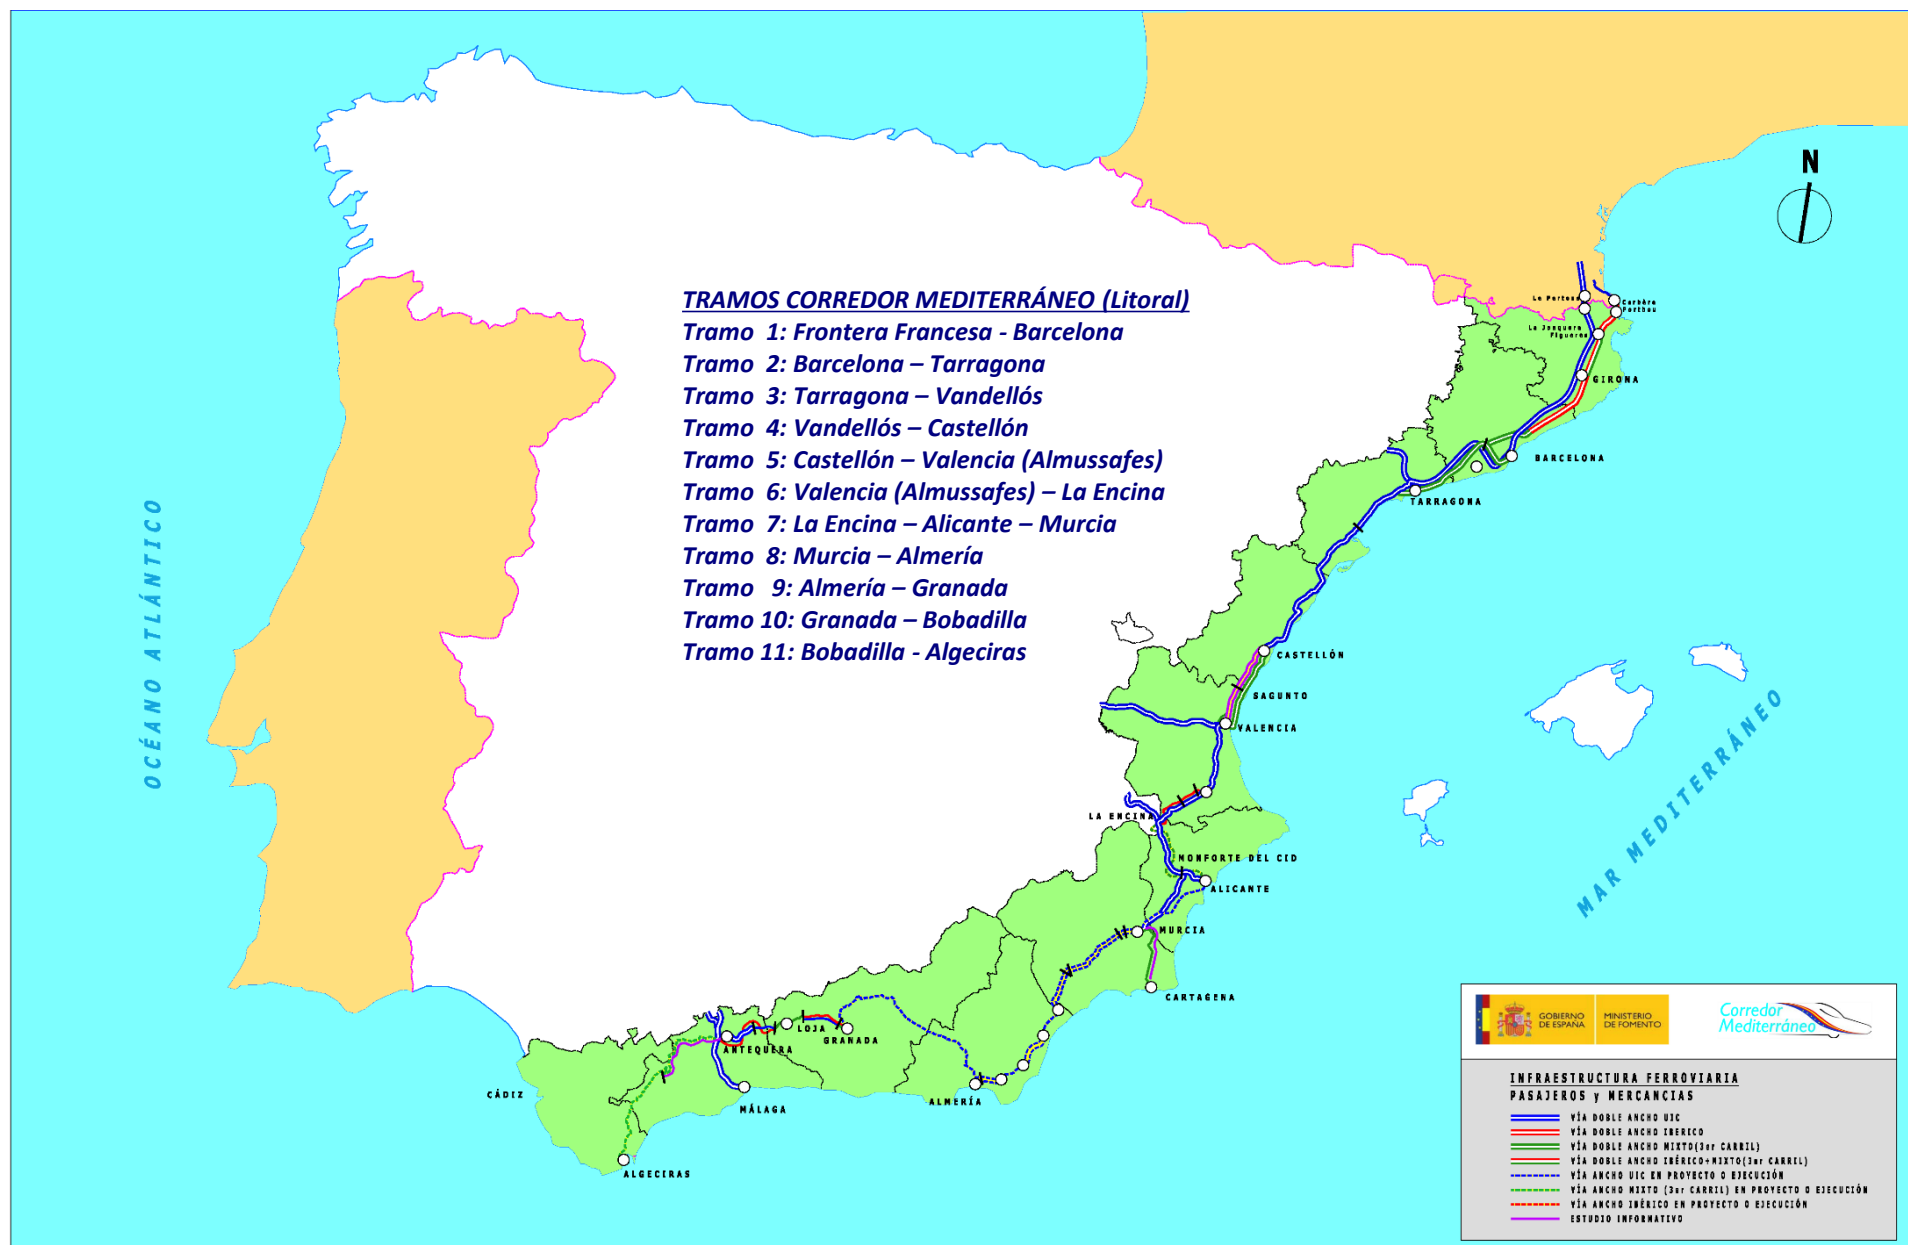 N
TRAMOS CORREDOR MEDITERRÁNEO (Litoral)
Tramo 1: Frontera Francesa - Barcelona
Tramo 2: Barcelona – Tarragona
Tramo 3: Tarragona – Vandellós
Tramo 4: Vandellós – Castellón
Tramo 5: Castellón – Valencia (Almussafes)
Tramo 6: Valencia (Almussafes) – La Encina
Tramo 7: La Encina – Alicante – Murcia
Tramo 8: Murcia – Almería
Tramo 9: Almería – Granada
Tramo 10: Granada – Bobadilla
Tramo 11: Bobadilla - Algeciras
Le Perthus
Cerbère
Portbou
La Jonquera
Figueras
GIRONA
BARCELONA
TARRAGONA
CASTELLÓN
SAGUNTO
VALENCIA
LA ENCINA
MONFORTE DEL CID
ALICANTE
MURCIA
CARTAGENA
LOJA
GRANADA
ANTEQUERA
ALMERÍA
MÁLAGA
CÁDIZ
ALGECIRAS
OCÉANO ATLÁNTICO
MAR MEDITERRÁNEO
GOBIERNO DE ESPAÑA
MINISTERIO DE FOMENTO
Corredor
Mediterráneo
INFRAESTRUCTURA FERROVIARIA
PASAJEROS y MERCANCIAS
VÍA DOBLE ANCHO UIC
VÍA DOBLE ANCHO IBERICO
VÍA DOBLE ANCHO MIXTO(3er CARRIL)
VÍA DOBLE ANCHO IBÉRICO+MIXTO(3er CARRIL)
VÍA ANCHO UIC EN PROYECTO O EJECUCIÓN
VÍA ANCHO MIXTO (3er CARRIL) EN PROYECTO O EJECUCIÓN
VÍA ANCHO IBÉRICO EN PROYECTO O EJECUCIÓN
ESTUDIO INFORMATIVO